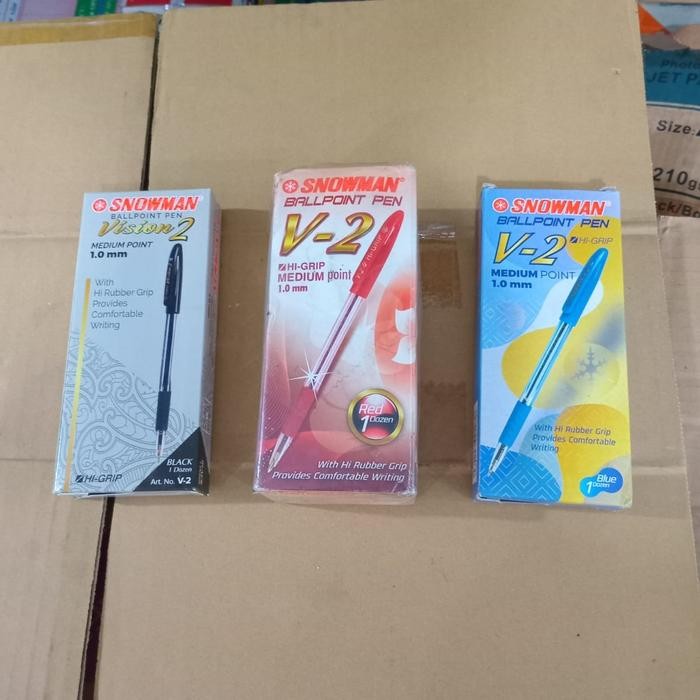 SNOWMAN
BALLPOINT PEN
Vision 2
MEDIUM POINT
1.0 mm
With
Hi Rubber Grip
Provides
Comfortable
Writing
BLACK
1 Dozen
HI-GRIP
Art. No. V-2
SNOWMAN
BALLPOINT PEN
V-2
HI-GRIP
MEDIUM point
1.0 mm
Red
1 Dozen
With Hi Rubber Grip
Provides Comfortable Writing
SNOWMAN
BALLPOINT PEN
V-2 HI-GRIP
MEDIUM POINT
1.0 mm
With Hi Rubber Grip
Provides Comfortable
Writing
Blue
1 Dozen
Photo
JET
Size:
210g